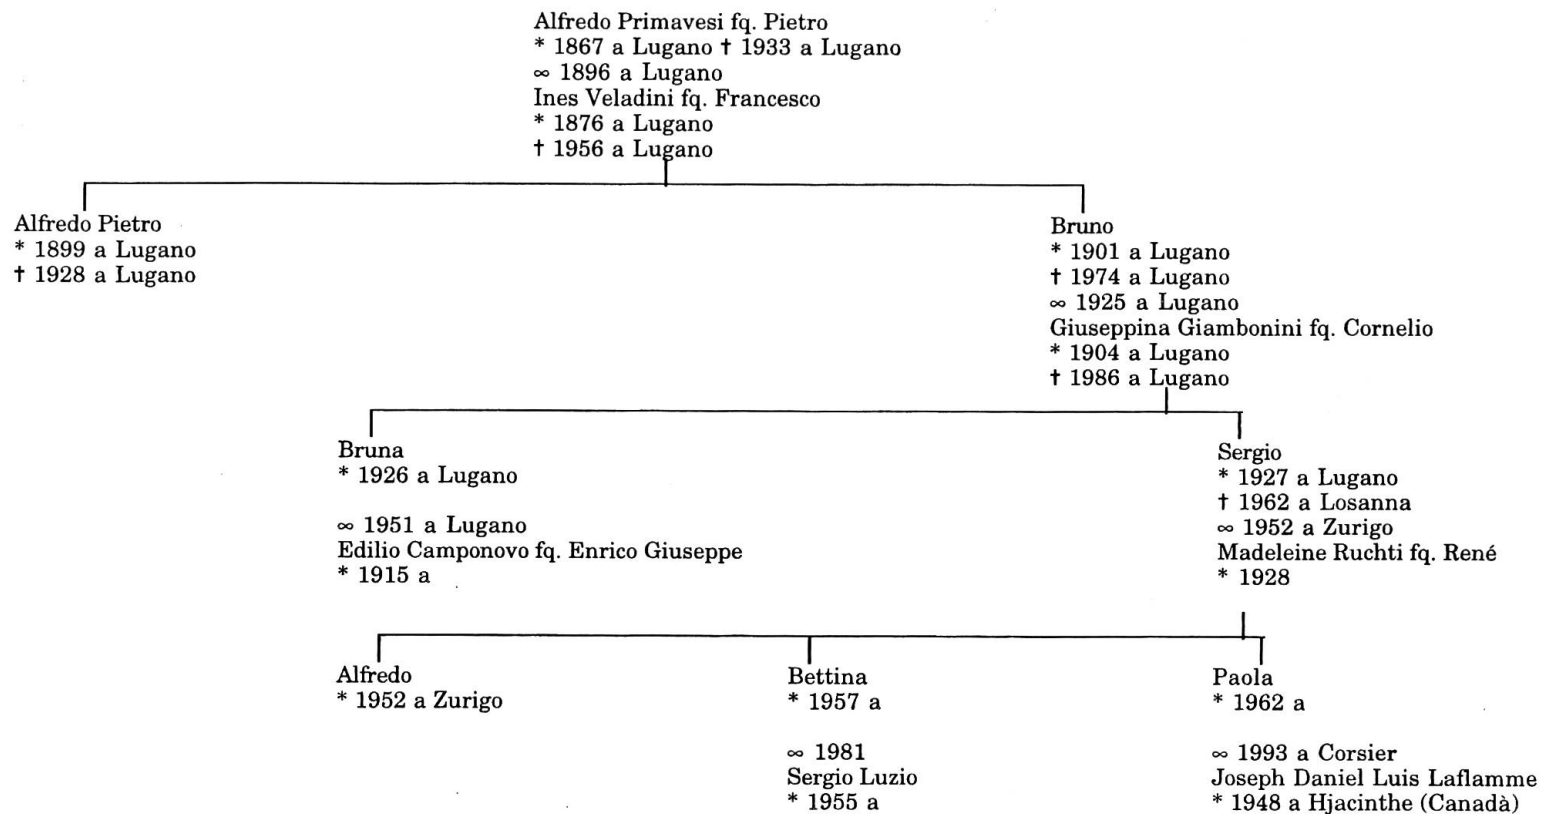 Alfredo Primavesi fq. Pietro
* 1867 a Lugano † 1933 a Lugano
∞ 1896 a Lugano
Ines Veladini fq. Francesco
* 1876 a Lugano
† 1956 a Lugano
Alfredo Pietro
* 1899 a Lugano
† 1928 a Lugano
Bruno
* 1901 a Lugano
† 1974 a Lugano
∞ 1925 a Lugano
Giuseppina Giambonini fq. Cornelio
* 1904 a Lugano
† 1986 a Lugano
Bruna
* 1926 a Lugano
∞ 1951 a Lugano
Edilio Camponovo fq. Enrico Giuseppe
* 1915 a
Sergio
* 1927 a Lugano
† 1962 a Losanna
∞ 1952 a Zurigo
Madeleine Ruchti fq. René
* 1928
Alfredo
* 1952 a Zurigo
Bettina
* 1957 a
∞ 1981
Sergio Luzio
* 1955 a
Paola
* 1962 a
∞ 1993 a Corsier
Joseph Daniel Luis Laflamme
* 1948 a Hjacinthe (Canadà)